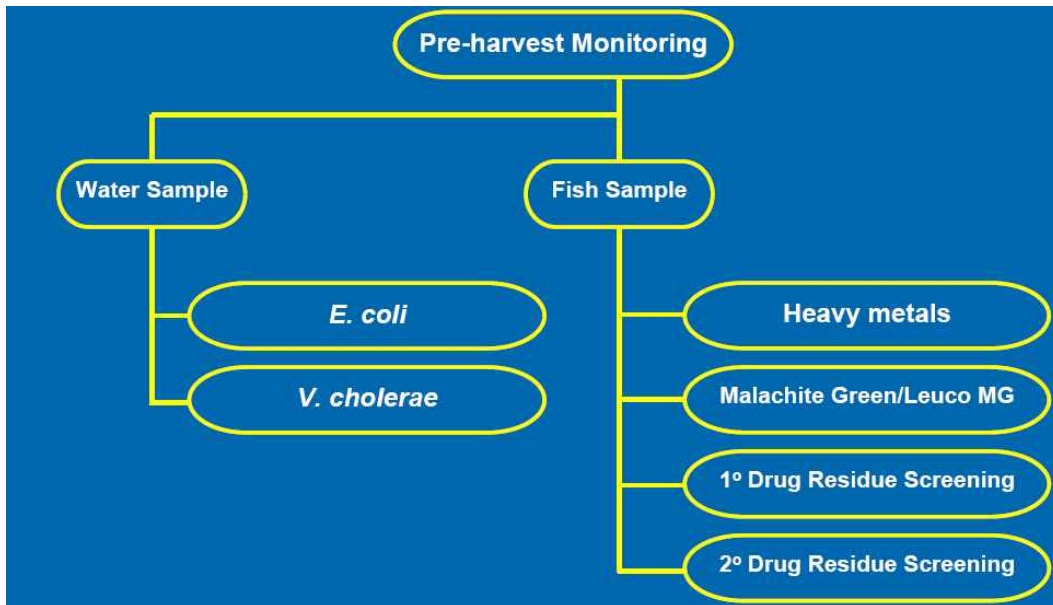 Pre-harvest Monitoring
Water Sample
Fish Sample
E. coli
V. cholerae
Heavy metals
Malachite Green/Leuco MG
1º Drug Residue Screening
2º Drug Residue Screening